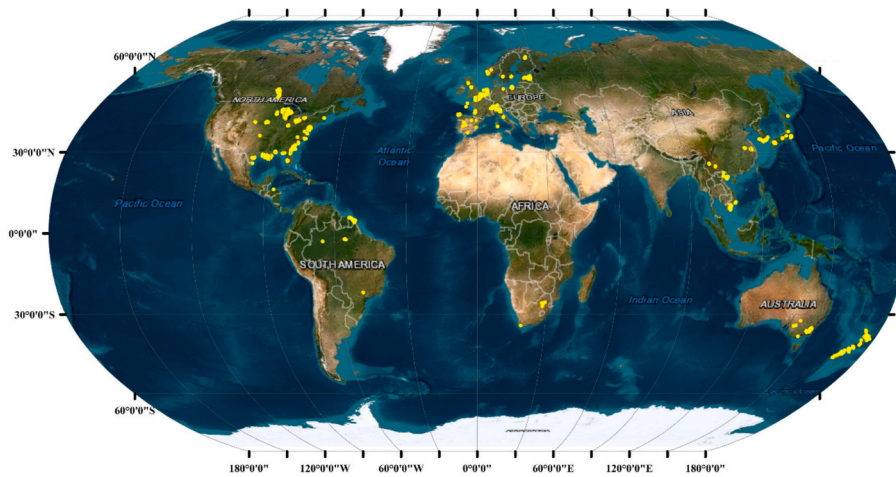 60°0'0"N
NORTH AMERICA
EUROPE
ASIA
30°0'0"N
Atlantic
Ocean
Pacific Ocean
Pacific Ocean
AFRICA
0°0'0"
SOUTH AMERICA
Indian Ocean
AUSTRALIA
30°0'0"S
60°0'0"S
180°0'0" 120°0'0"W 60°0'0"W 0°0'0" 60°0'0"E 120°0'0"E 180°0'0"